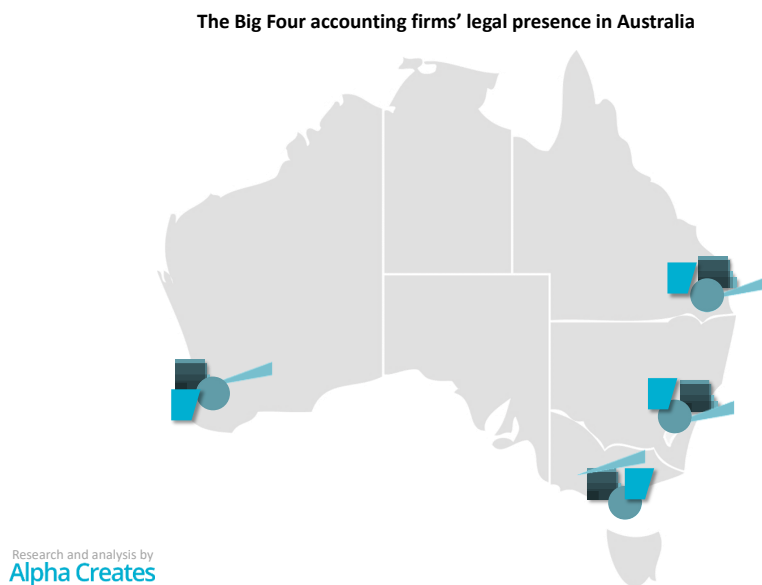 The Big Four accounting firms’ legal presence in Australia
Research and analysis by
Alpha Creates